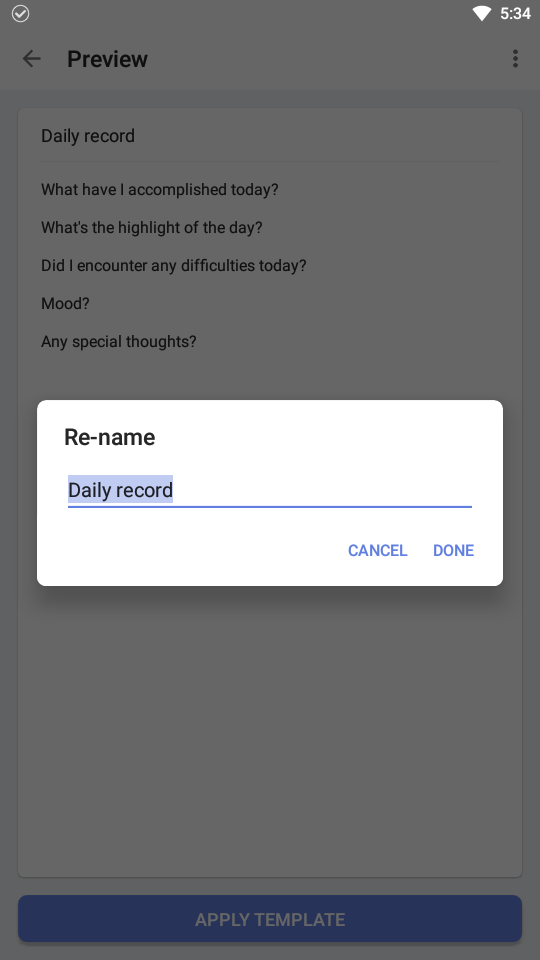 5:34
Preview
Daily record
What have I accomplished today?
What's the highlight of the day?
Did I encounter any difficulties today?
Mood?
Any special thoughts?
Re-name
Daily record
CANCEL DONE
APPLY TEMPLATE